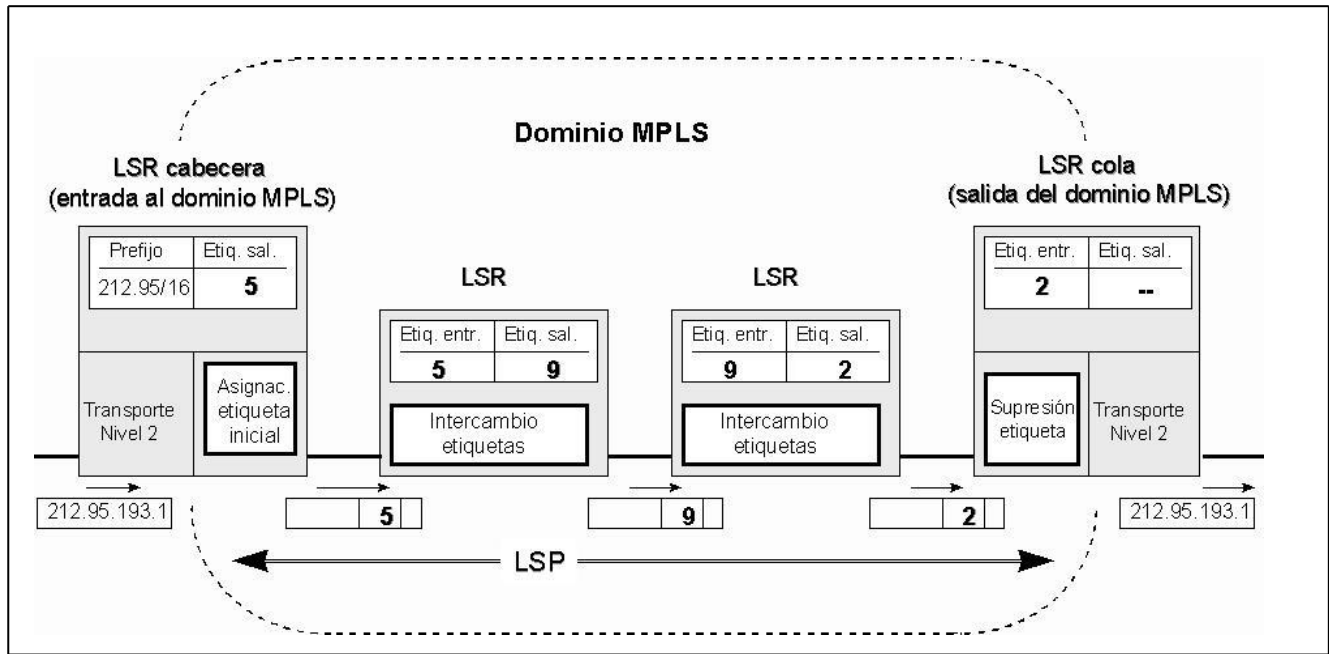 Dominio MPLS
LSR cabecera
(entrada al dominio MPLS)
Prefijo Etiq. sal.
212.95/16 5
Transporte
Nivel 2
Asignac.
etiqueta
inicial
LSR
Etiq. entr. Etiq. sal.
5 9
Intercambio
etiquetas
LSR
Etiq. entr. Etiq. sal.
9 2
Intercambio
etiquetas
LSR cola
(salida del dominio MPLS)
Etiq. entr. Etiq. sal.
2 --
Supresión
etiqueta
Transporte
Nivel 2
212.95.193.1
5
9
2
212.95.193.1
LSP